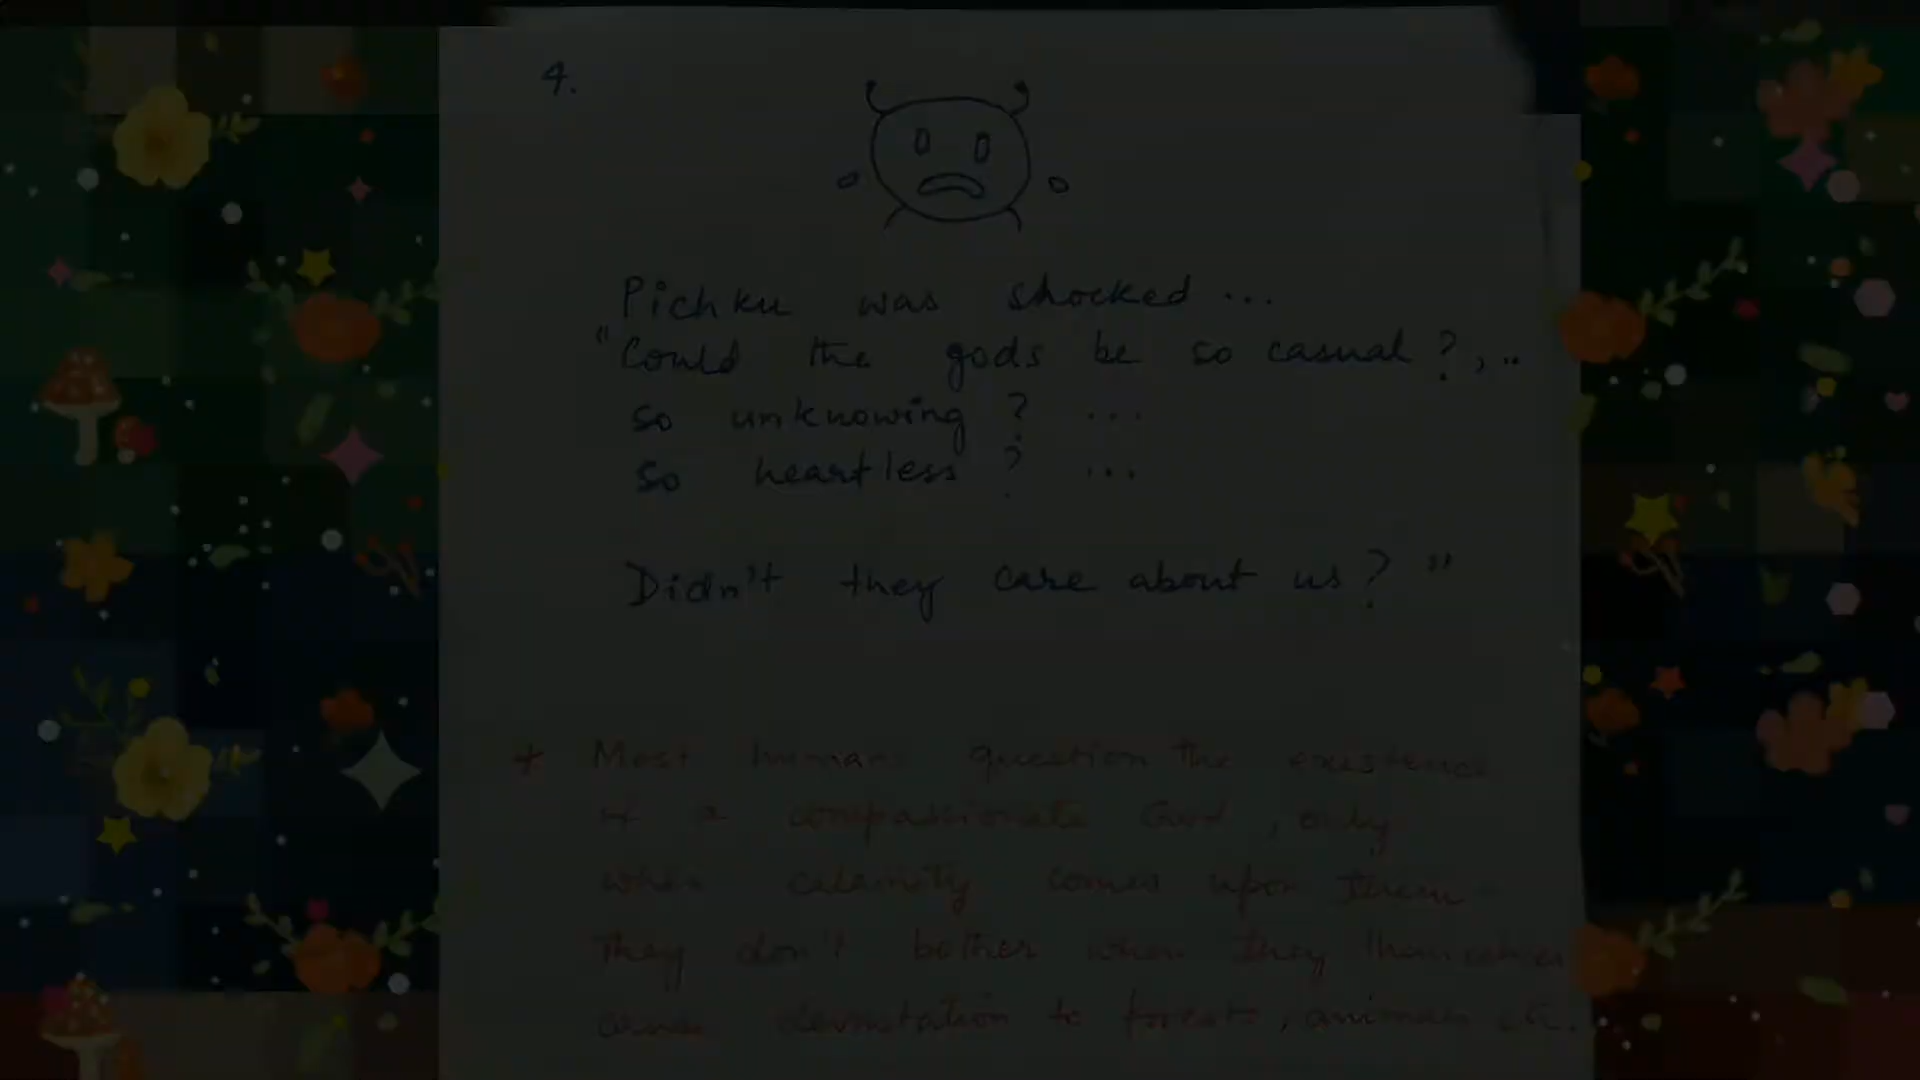 4.
Pichku was shocked ...
"Could the gods be so casual?, ..
so unknowing? ...
so heartless? ...
Didn't they care about us?"
* Most humans question the existence
of a compassionate God, only
when calamity comes upon them
They don't bother when they themselves
cause devastation to forests, animals etc.